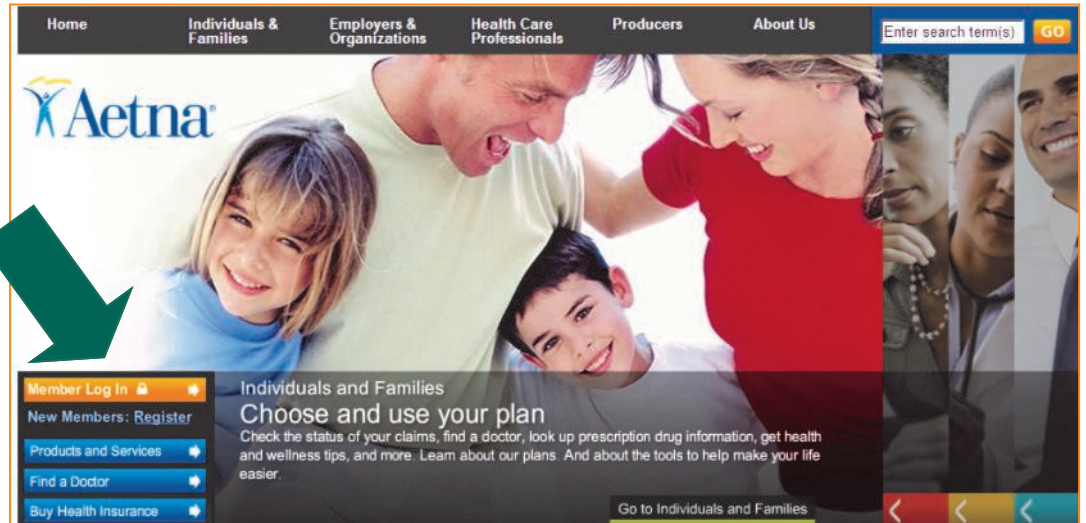 Home
Individuals &
Families
Employers &
Organizations
Health Care
Professionals
Producers
About Us
Enter search term(s)
GO
Aetna®
Member Log In
New Members: Register
Products and Services
Find a Doctor
Buy Health Insurance
Individuals and Families
Choose and use your plan
Check the status of your claims, find a doctor, look up prescription drug information, get health
and wellness tips, and more. Learn about our plans. And about the tools to help make your life
easier.
Go to Individuals and Families